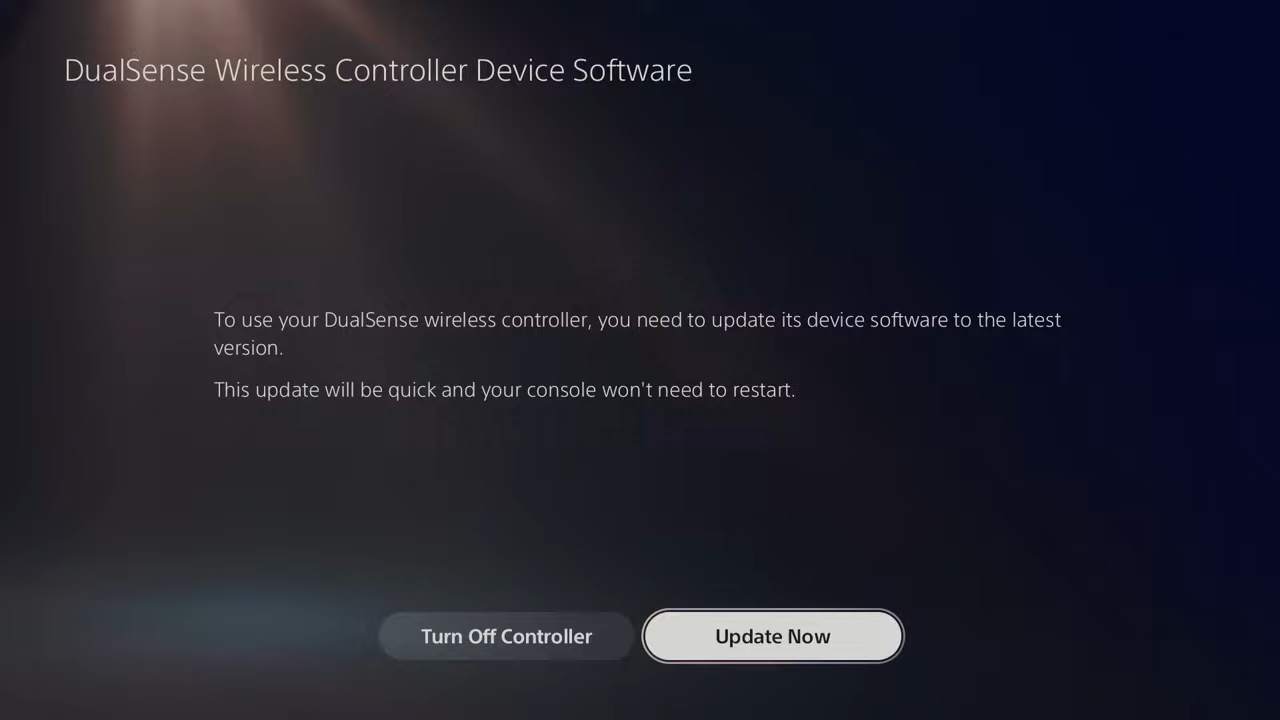 DualSense Wireless Controller Device Software
To use your DualSense wireless controller, you need to update its device software to the latest
version.
This update will be quick and your console won't need to restart.
Turn Off Controller
Update Now